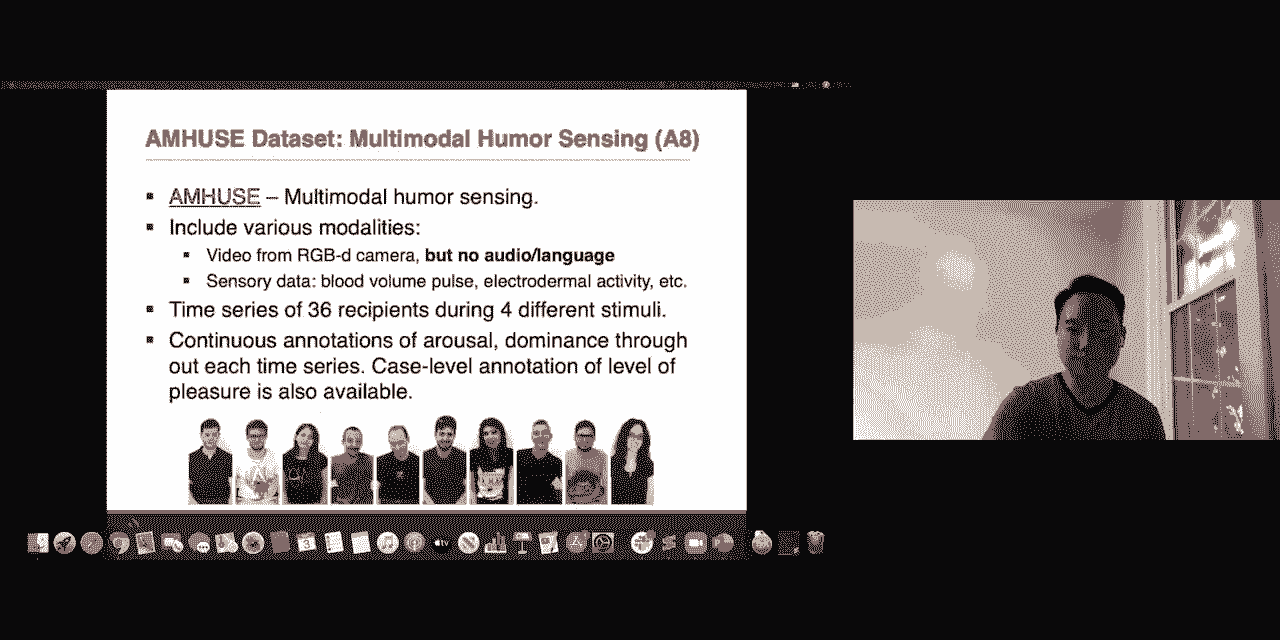 AMHUSE Dataset: Multimodal Humor Sensing (A8)
▪ AMHUSE – Multimodal humor sensing.
▪ Include various modalities:
▪ Video from RGB-d camera, but no audio/language
▪ Sensory data: blood volume pulse, electrodermal activity, etc.
▪ Time series of 36 recipients during 4 different stimuli.
▪ Continuous annotations of arousal, dominance through
out each time series. Case-level annotation of level of
pleasure is also available.